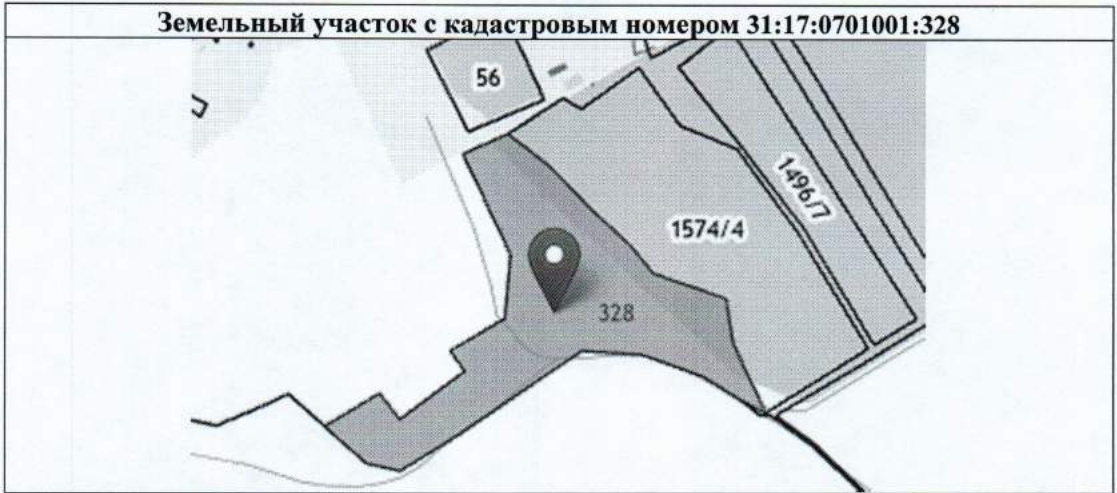 Земельный участок с кадастровым номером 31:17:0701001:328
56
1496/7
1574/4
328